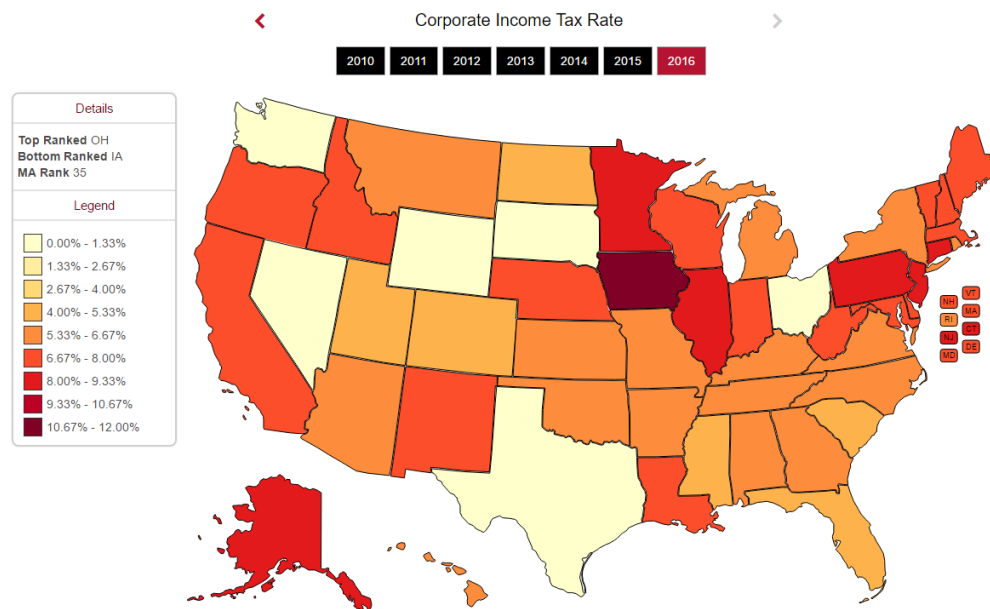 Corporate Income Tax Rate
2010 2011 2012 2013 2014 2015 2016
Details
Top Ranked OH
Bottom Ranked IA
MA Rank 35
Legend
0.00% - 1.33%
1.33% - 2.67%
2.67% - 4.00%
4.00% - 5.33%
5.33% - 6.67%
6.67% - 8.00%
8.00% - 9.33%
9.33% - 10.67%
10.67% - 12.00%
VT
NH
MA
RI
CT
NJ
DE
MD